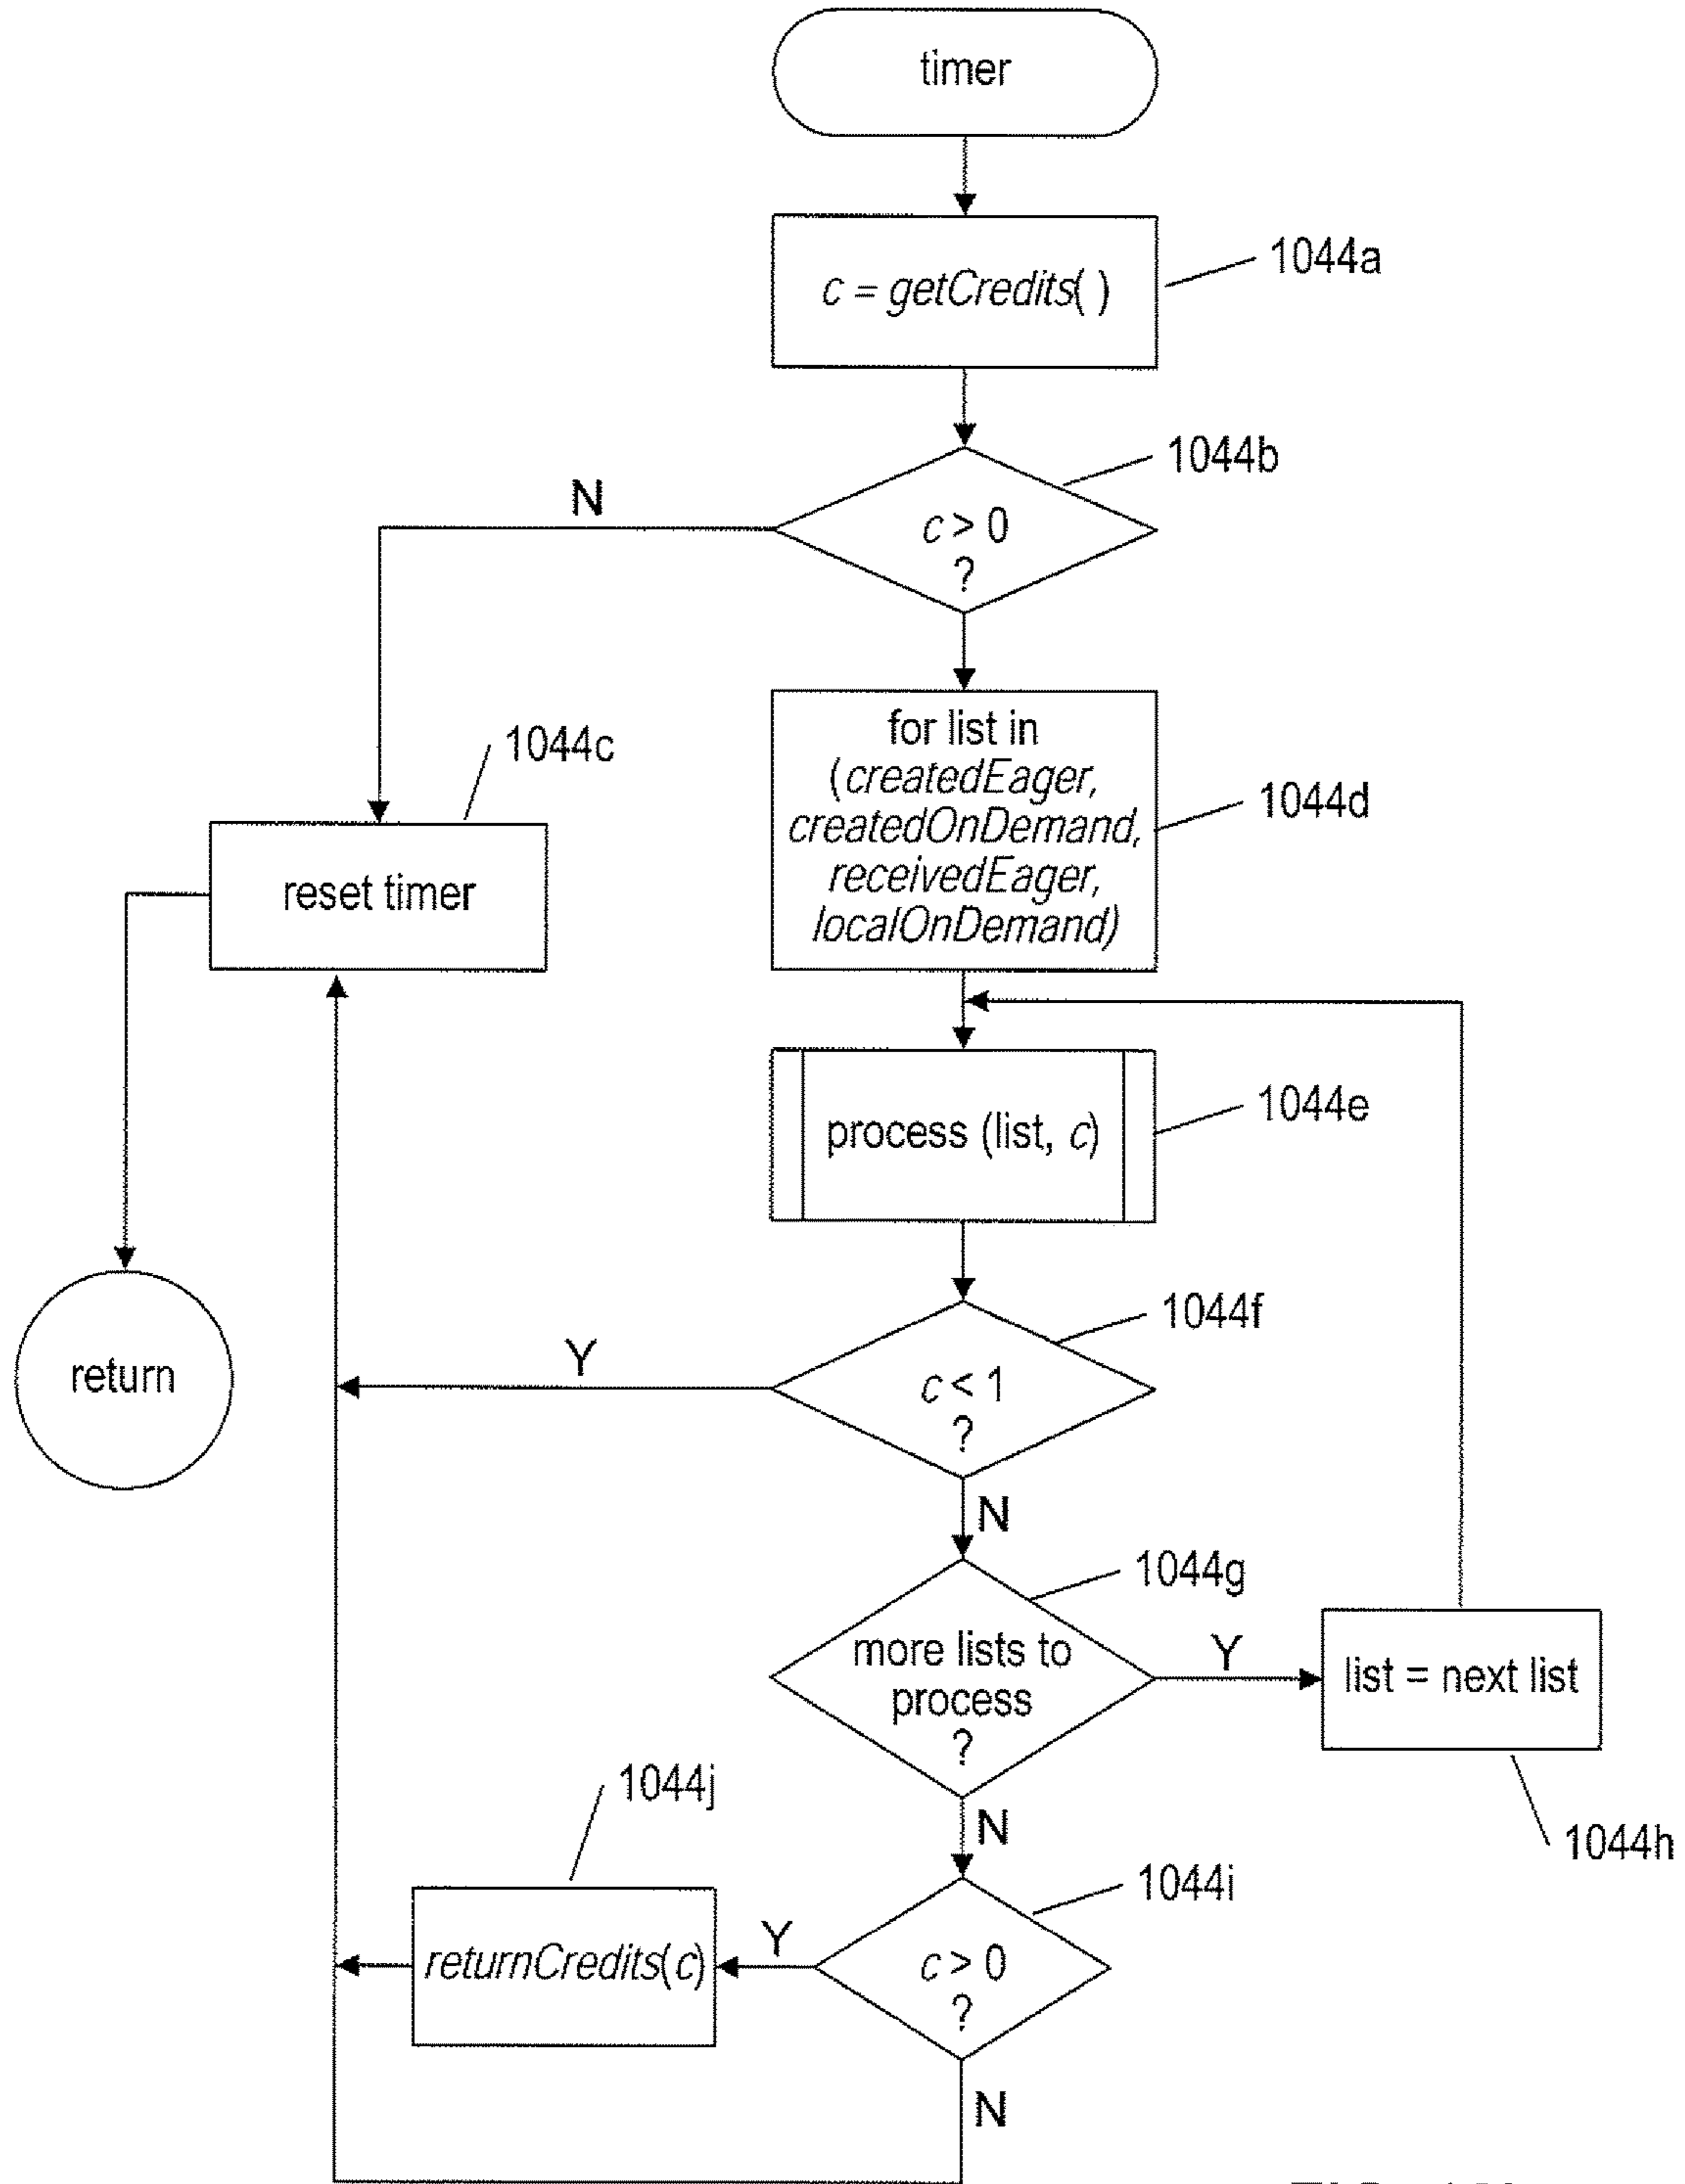 timer
c = getCredits( )
1044a
1044b
c > 0
?
N
for list in
(createdEager,
createdOnDemand,
receivedEager,
localOnDemand)
1044d
1044c
reset timer
process (list, c)
1044e
1044f
c < 1
?
Y
return
N
1044g
more lists to
process
?
Y
list = next list
1044h
N
1044j
1044i
returnCredits(c)
Y
c > 0
?
N